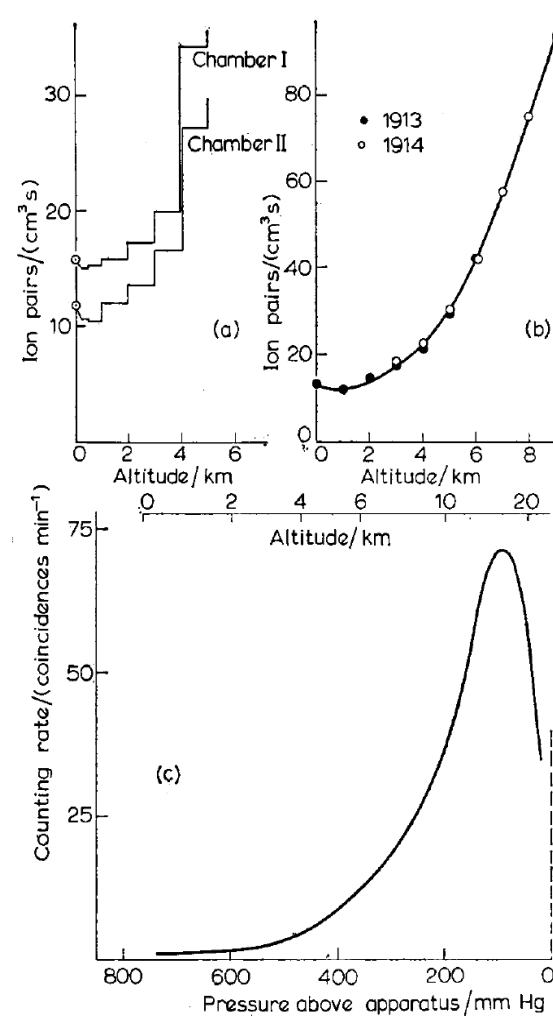 30
20
10
Ion pairs/(cm³s)
Chamber I
Chamber II
(a)
0 2 4 6
Altitude/km
80
60
40
20
0
Ion pairs/(cm³s)
• 1913
○ 1914
(b)
0 2 4 6 8
Altitude/km
0 2 4 6 10 20
Altitude/km
75
50
25
Counting rate/(coincidences min⁻¹)
(c)
800 600 400 200 0
Pressure above apparatus/mm Hg